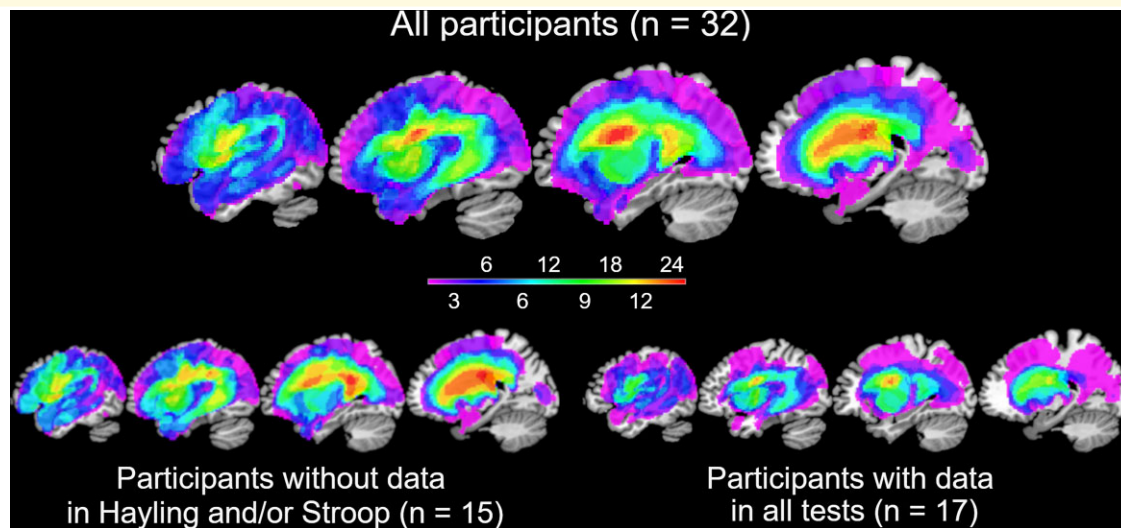 All participants (n = 32)
6 12 18 24
3 6 9 12
Participants without data
in Hayling and/or Stroop (n = 15)
Participants with data
in all tests (n = 17)